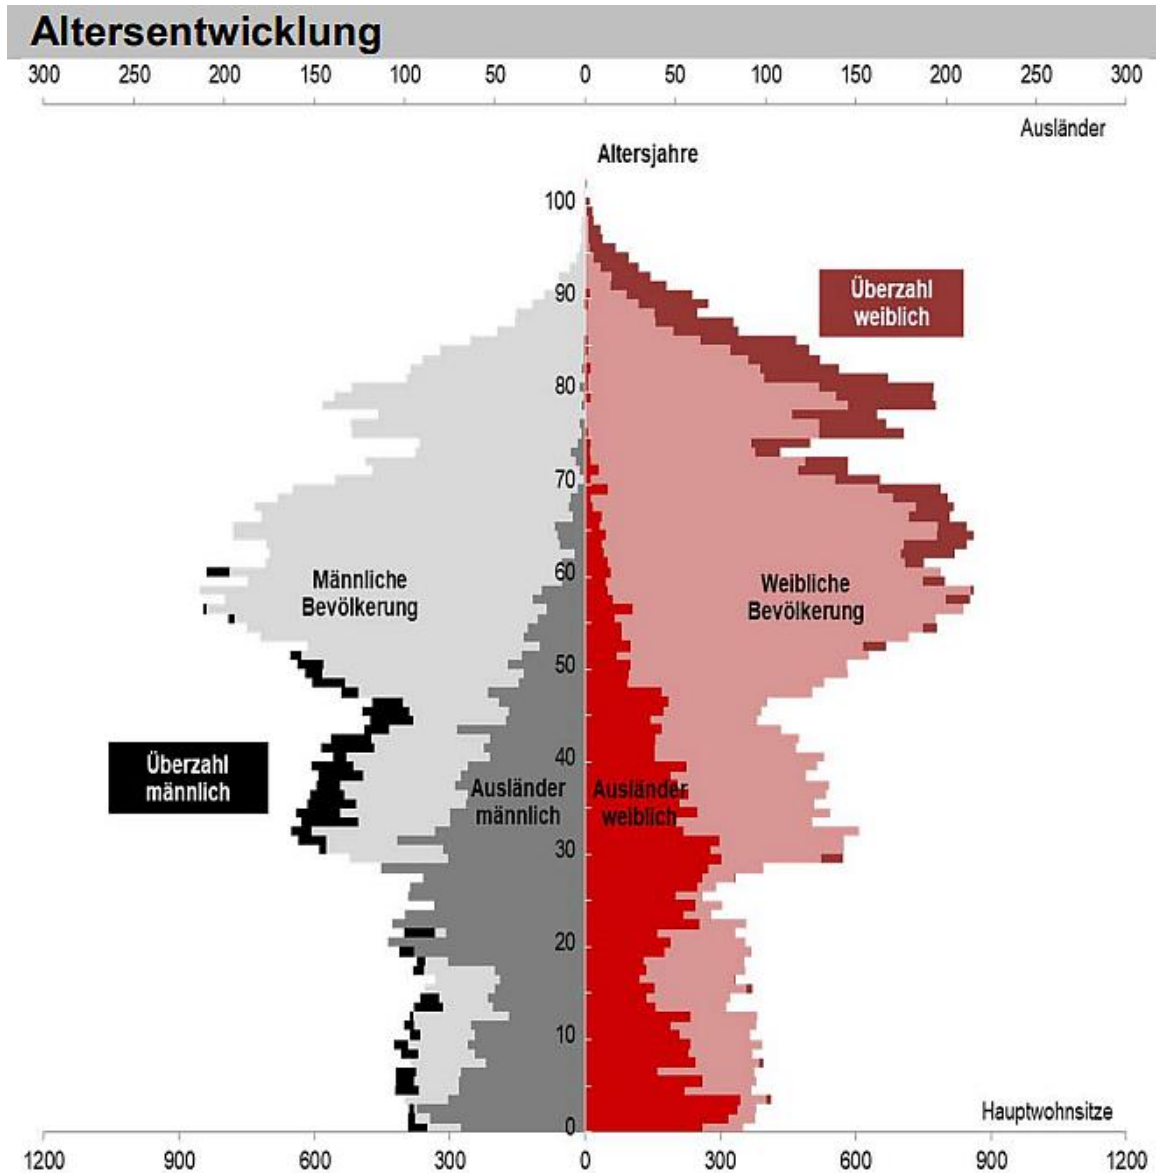 Altersentwicklung
300 250 200 150 100 50 0 50 100 150 200 250 300
Ausländer
Altersjahre
100
90
Überzahl
weiblich
80
70
60
Männliche
Bevölkerung
Weibliche
Bevölkerung
50
40
Überzahl
männlich
Ausländer
männlich
Ausländer
weiblich
30
20
10
0
Hauptwohnsitze
1200 900 600 300 0 300 600 900 1200